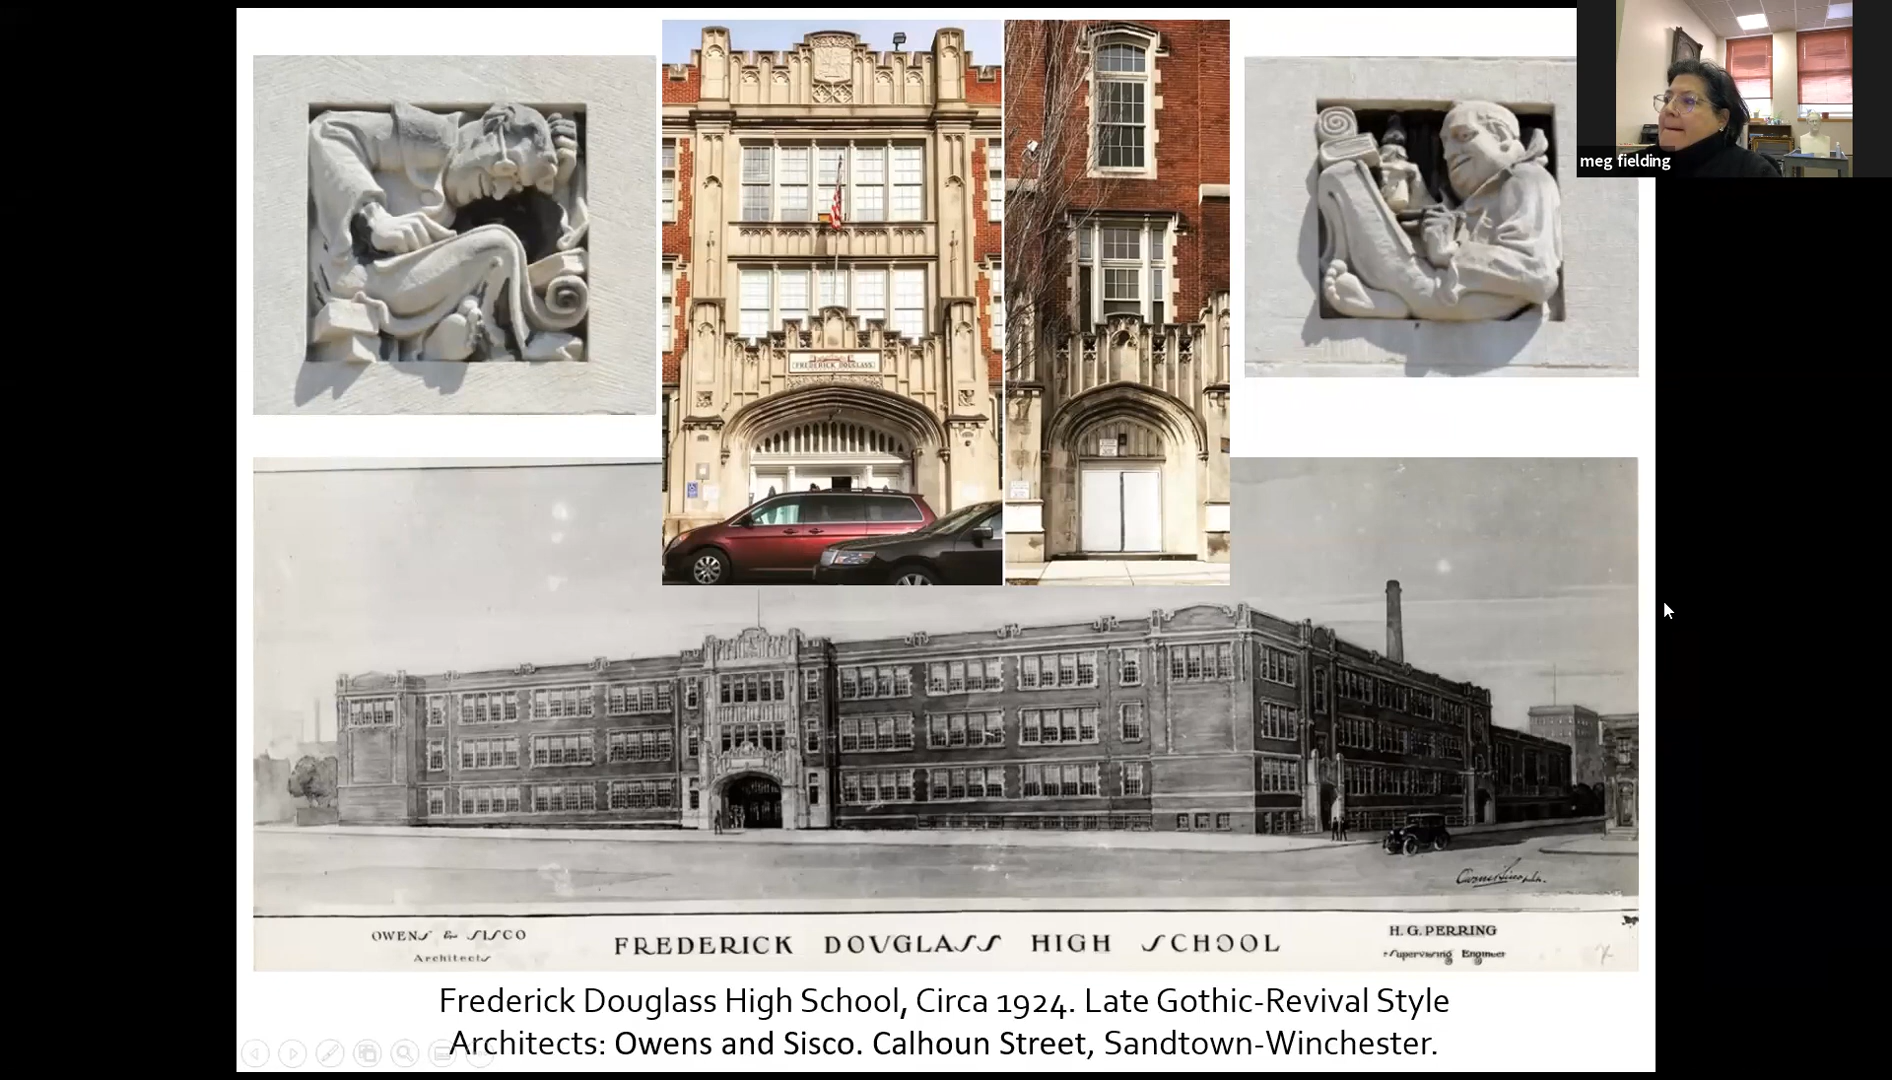 meg fielding
FREDERICK DOUGLASS
OWENS & SISCO
Architects
FREDERICK DOUGLASS HIGH SCHOOL
H. G. PERRING
Supervising Engineer
Frederick Douglass High School, Circa 1924. Late Gothic-Revival Style
Architects: Owens and Sisco. Calhoun Street, Sandtown-Winchester.